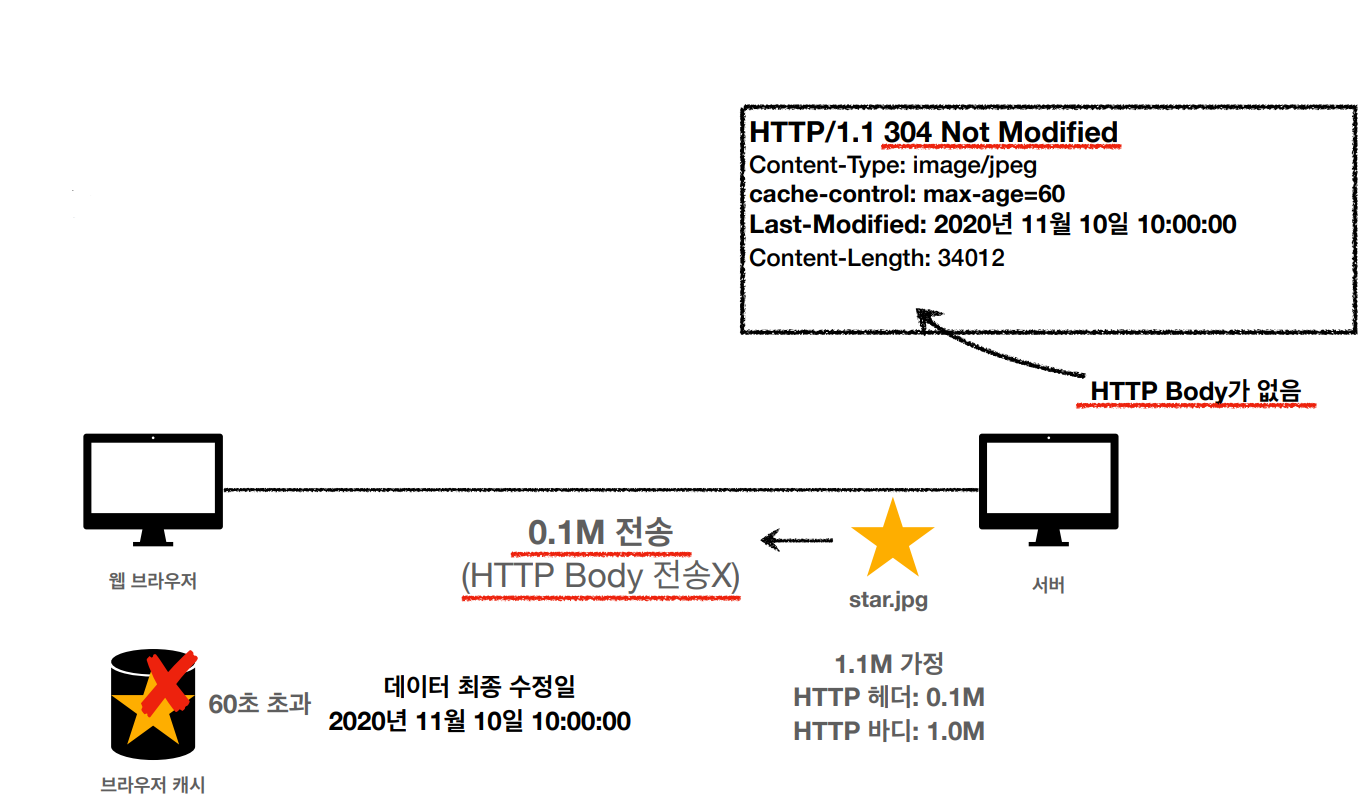 HTTP/1.1 304 Not Modified
Content-Type: image/jpeg
cache-control: max-age=60
Last-Modified: 2020년 11월 10일 10:00:00
Content-Length: 34012
HTTP Body가 없음
0.1M 전송
(HTTP Body 전송X)
웹 브라우저
star.jpg
서버
1.1M 가정
HTTP 헤더: 0.1M
HTTP 바디: 1.0M
60초 초과
데이터 최종 수정일
2020년 11월 10일 10:00:00
브라우저 캐시